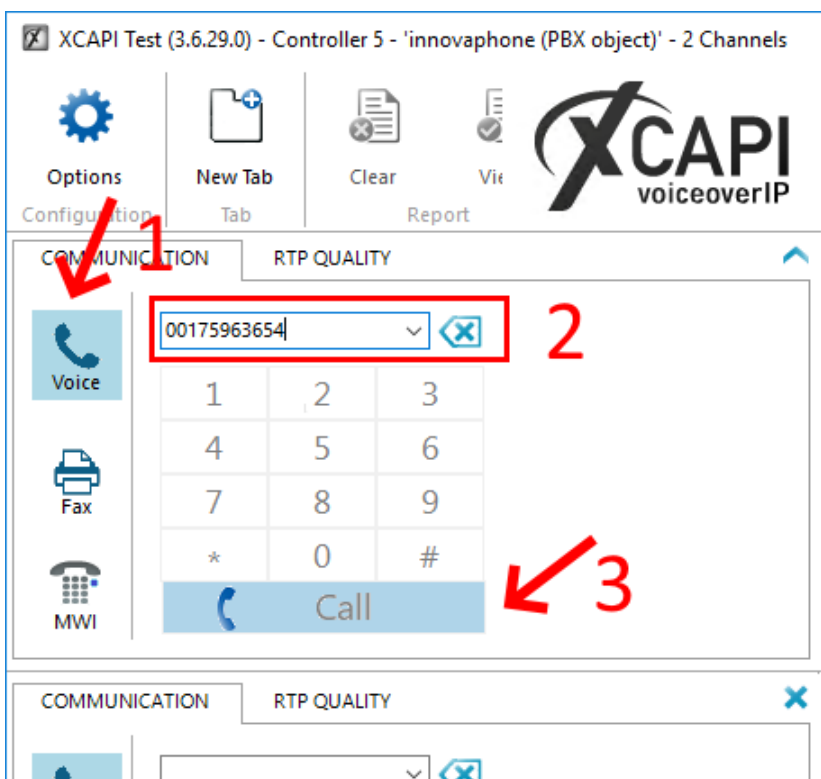 XCAPI Test (3.6.29.0) - Controller 5 - 'innovaphone (PBX object)' - 2 Channels
Options
New Tab
Clear
Vie
XCAPI
voiceoverIP
Configuration
Tab
Report
1
COMMUNICATION
RTP QUALITY
00175963654
2
Voice
1 2 3
4 5 6
Fax
7 8 9
* 0 #
3
MWI
Call
COMMUNICATION
RTP QUALITY